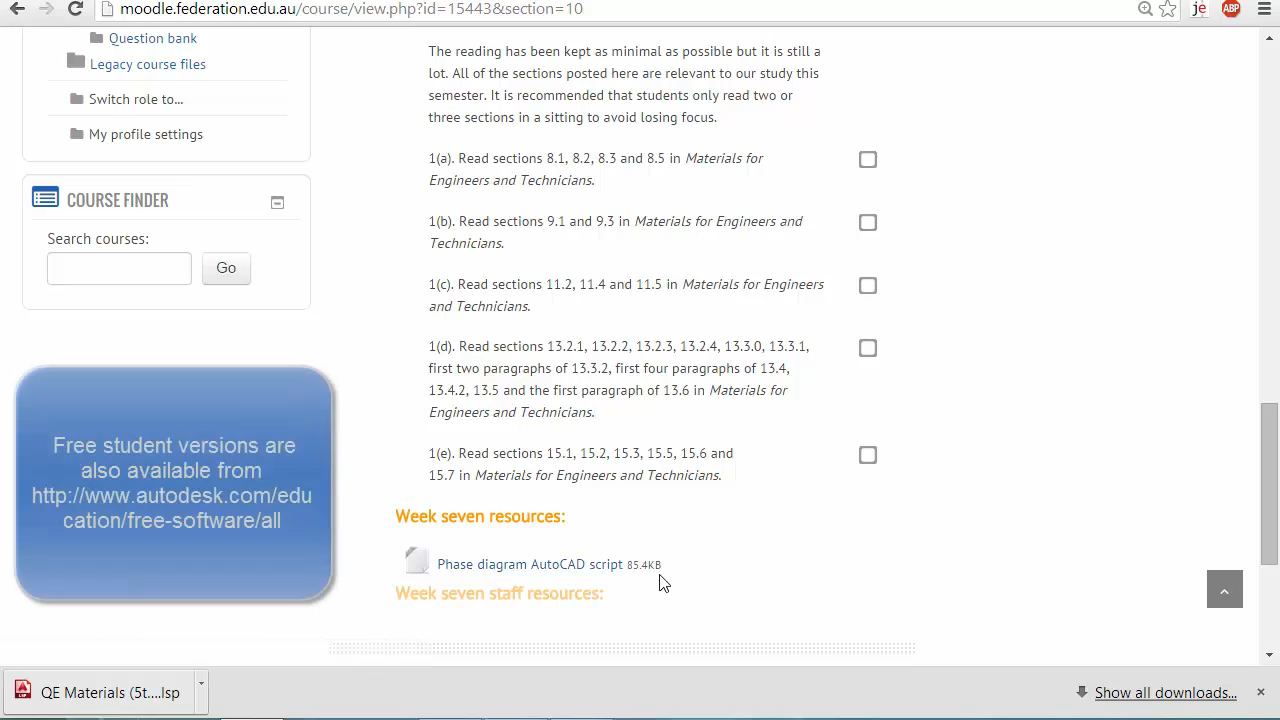 moodle.federation.edu.au/course/view.php?id=15443&section=10
je
ABP
Question bank
Legacy course files
Switch role to...
My profile settings
COURSE FINDER
Search courses:
Go
Free student versions are
also available from
http://www.autodesk.com/edu
cation/free-software/all
The reading has been kept as minimal as possible but it is still a
lot. All of the sections posted here are relevant to our study this
semester. It is recommended that students only read two or
three sections in a sitting to avoid losing focus.
1(a). Read sections 8.1, 8.2, 8.3 and 8.5 in Materials for
Engineers and Technicians.
1(b). Read sections 9.1 and 9.3 in Materials for Engineers and
Technicians.
1(c). Read sections 11.2, 11.4 and 11.5 in Materials for Engineers
and Technicians.
1(d). Read sections 13.2.1, 13.2.2, 13.2.3, 13.2.4, 13.3.0, 13.3.1,
first two paragraphs of 13.3.2, first four paragraphs of 13.4,
13.4.2, 13.5 and the first paragraph of 13.6 in Materials for
Engineers and Technicians.
1(e). Read sections 15.1, 15.2, 15.3, 15.5, 15.6 and
15.7 in Materials for Engineers and Technicians.
Week seven resources:
Phase diagram AutoCAD script 85.4KB
Week seven staff resources:
QE Materials (5t....lsp
Show all downloads...